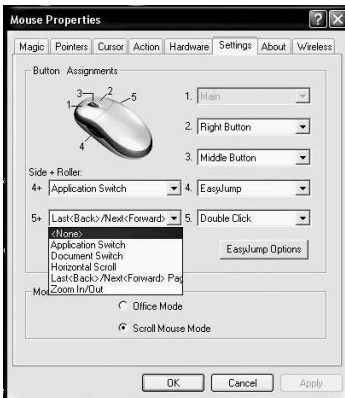 Mouse Properties
Magic Pointers Cursor Action Hardware Settings About Wireless
Button Assignments
3 2 5
1
4
1. Main
2. Right Button
3. Middle Button
Side + Roller:
4+ Application Switch 4. EasyJump
5+ Last<Back>/Next<Forward> 5. Double Click
<None>
Application Switch
Document Switch
Horizontal Scroll
Last<Back>/Next<Forward> Pag
Zoom In/Out
EasyJump Options
Mo
Office Mode
Scroll Mouse Mode
OK Cancel Apply